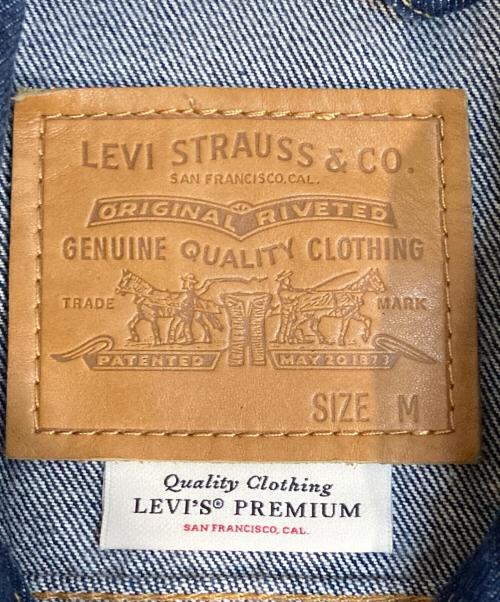 LEVI STRAUSS & CO.
SAN FRANCISCO, CAL.
ORIGINAL RIVETED
GENUINE QUALITY CLOTHING
TRADE MARK
PATENTED MAY 20 1873
SIZE M
Quality Clothing
LEVI'S® PREMIUM
SAN FRANCISCO, CAL.